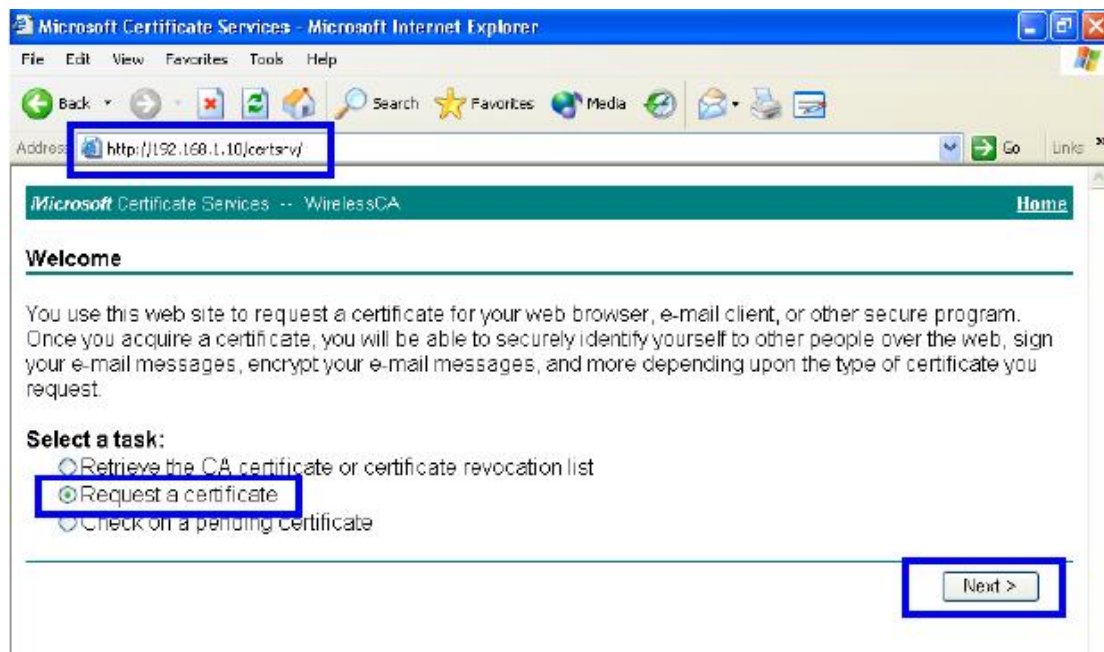 Microsoft Certificate Services - Microsoft Internet Explorer
File Edit View Favorites Tools Help
Back Search Favorites Media
Address http://192.168.1.10/certsrv/ Go Links »
Microsoft Certificate Services -- WirelessCA Home
Welcome
You use this web site to request a certificate for your web browser, e-mail client, or other secure program.
Once you acquire a certificate, you will be able to securely identify yourself to other people over the web, sign
your e-mail messages, encrypt your e-mail messages, and more depending upon the type of certificate you
request.
Select a task:
Retrieve the CA certificate or certificate revocation list
Request a certificate
Check on a pending certificate
Next >